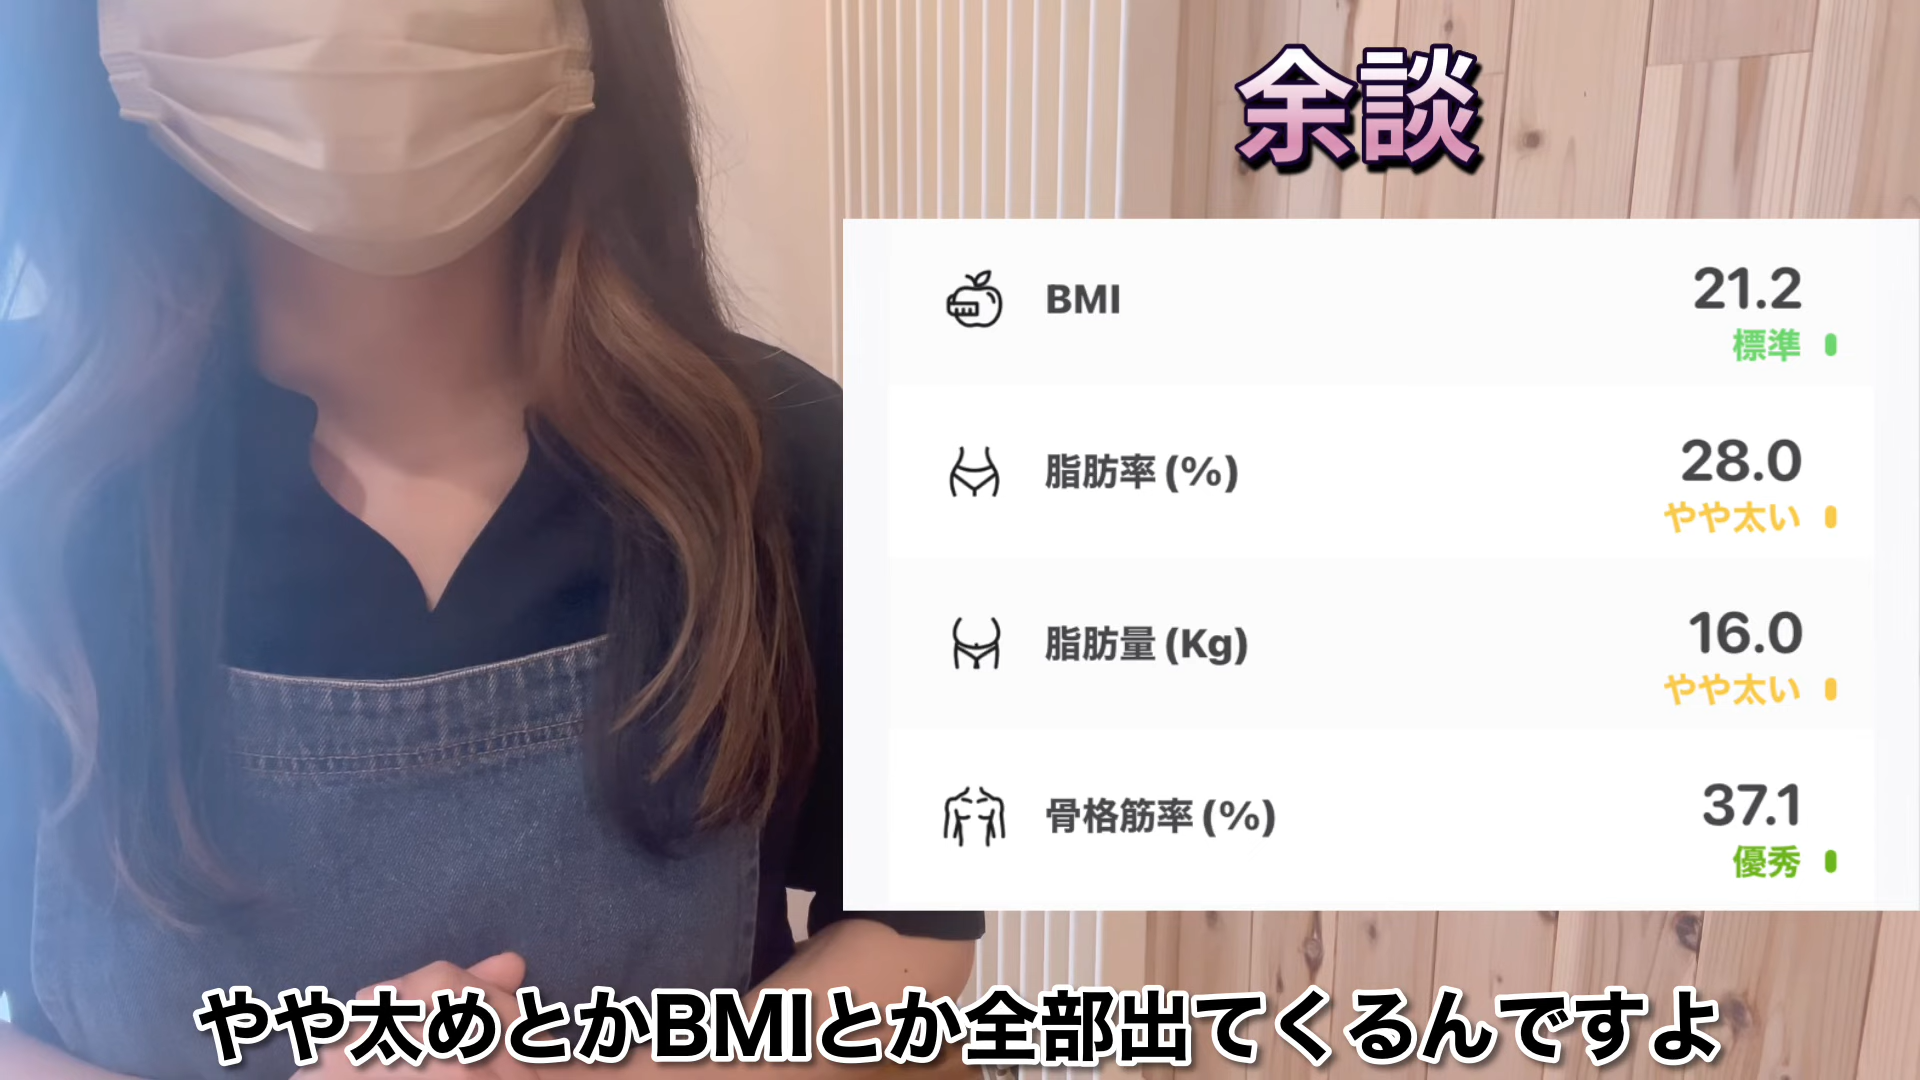 余談
BMI
21.2
標準
脂肪率(%)
28.0
やや太い
脂肪量(Kg)
16.0
やや太い
骨格筋率(%)
37.1
優秀
やや太めとかBMIとか全部出てくるんですよ